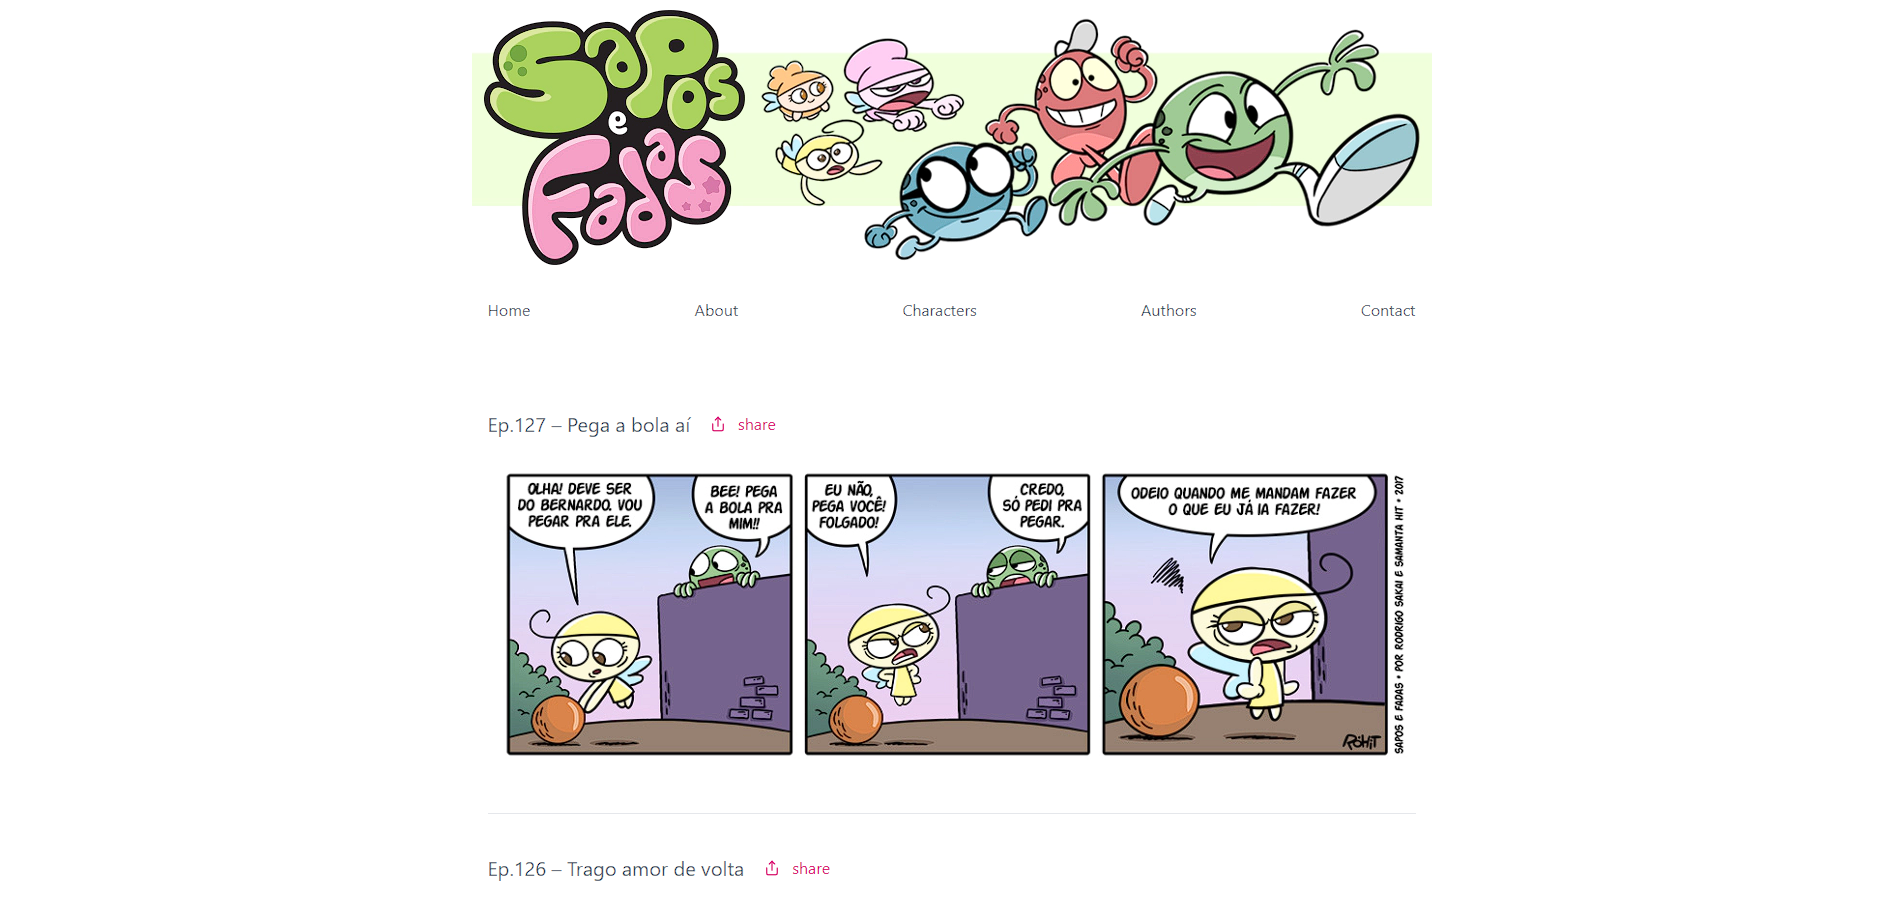 Sapos
e
Fadas
Home
About
Characters
Authors
Contact
Ep.127 – Pega a bola aí
share
OLHA! DEVE SER
DO BERNARDO. VOU
PEGAR PRA ELE.
BEE! PEGA
A BOLA PRA
MIM!!
EU NÃO,
PEGA VOCÊ!
FOLGADO!
CREDO,
SÓ PEDI PRA
PEGAR.
ODEIO QUANDO ME MANDAM FAZER
O QUE EU JÁ IA FAZER!
RÖHIT
SAPOS E FADAS • POR RODRIGO SAKAI E SAMANTA HIT • 2017
Ep.126 – Trago amor de volta
share